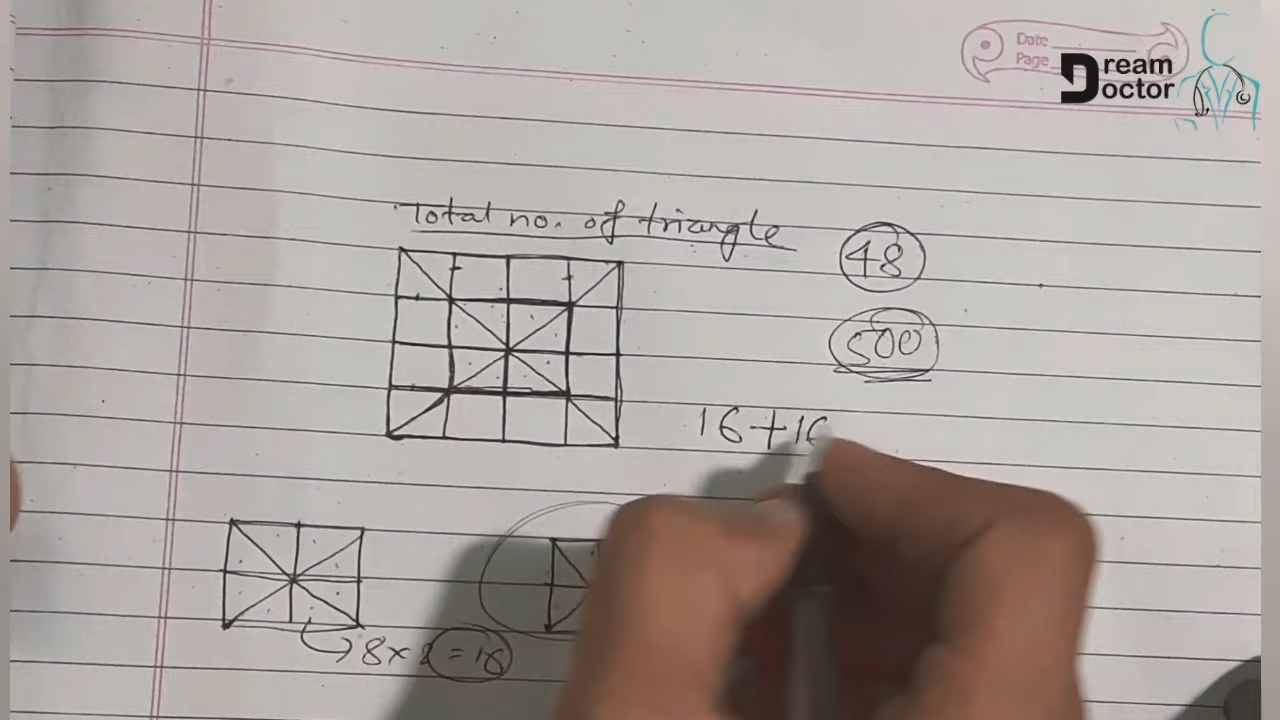 Date
Page
Dream Doctor
Total no. of triangle
48
500
16+16
8×2=16